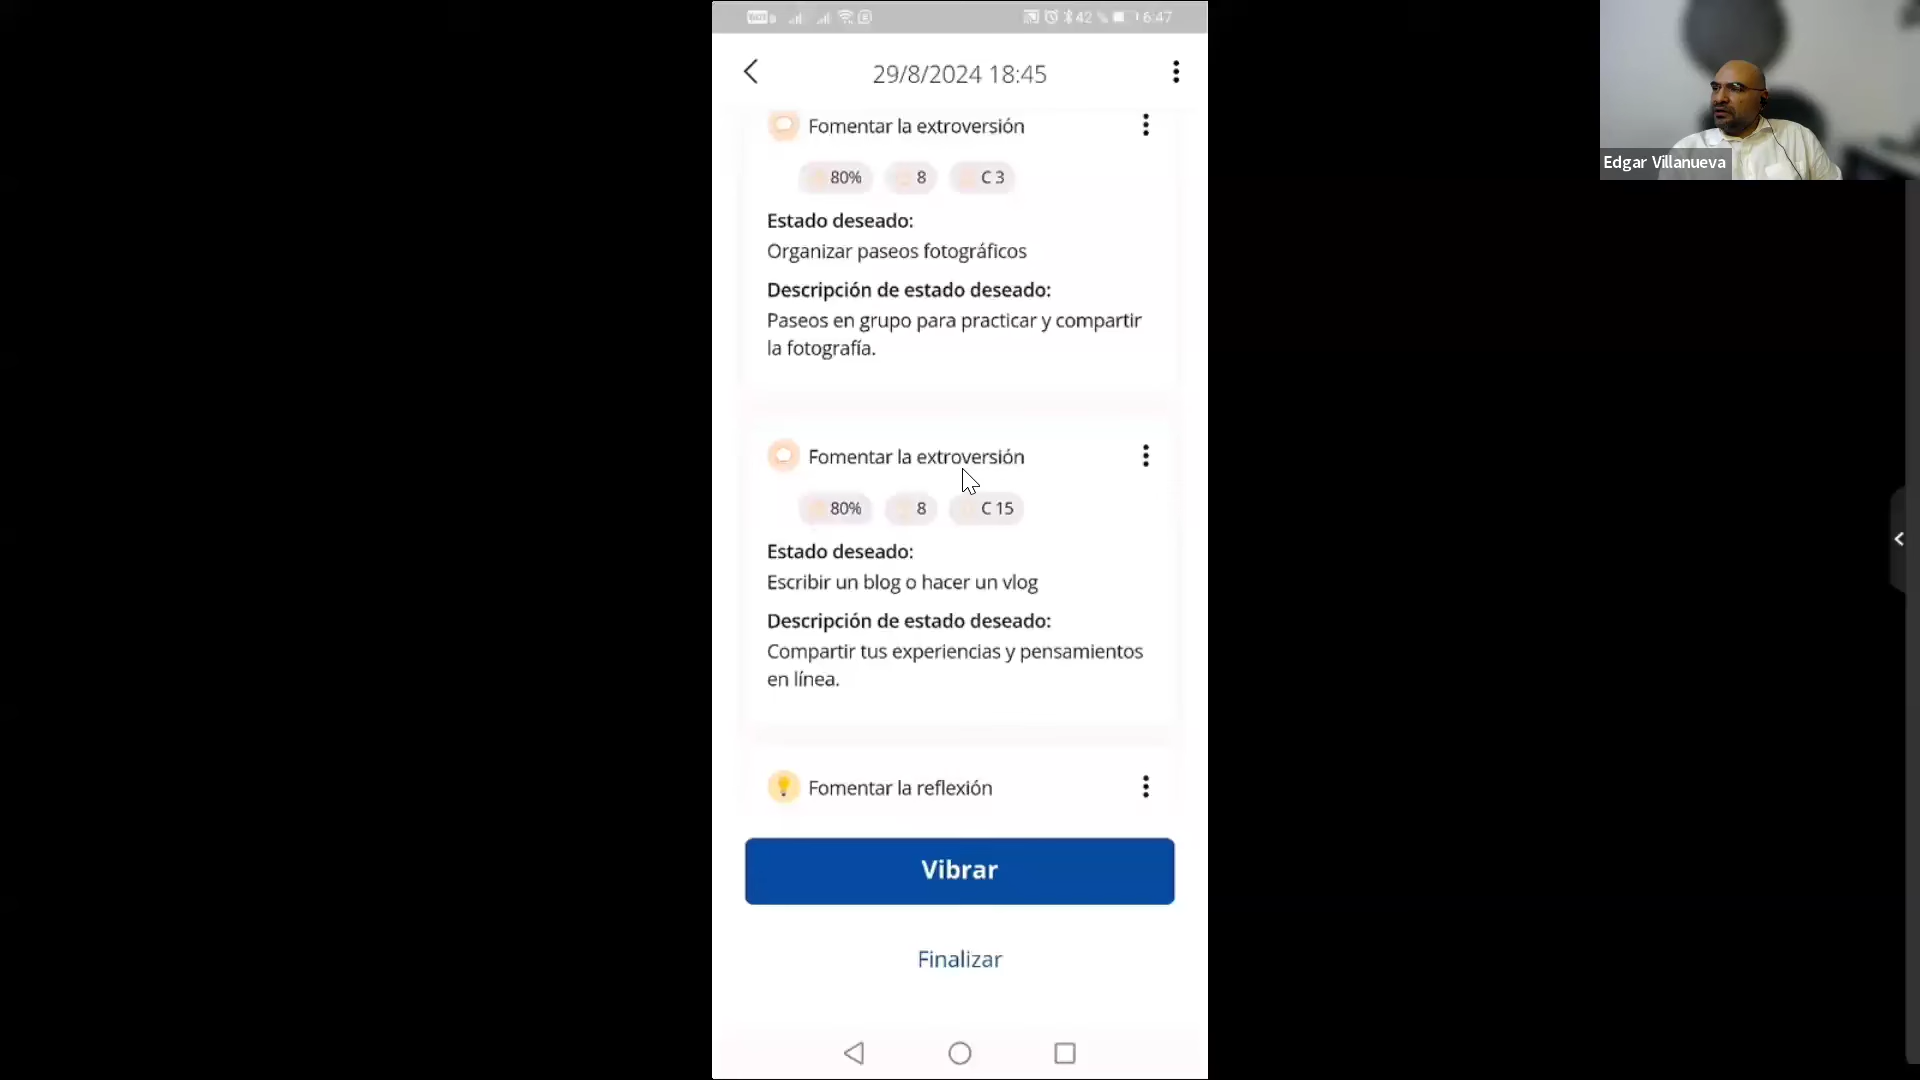 42 % 6:47
29/8/2024 18:45
Edgar Villanueva
Fomentar la extroversión
80% 8 C 3
Estado deseado:
Organizar paseos fotográficos
Descripción de estado deseado:
Paseos en grupo para practicar y compartir
la fotografía.
Fomentar la extroversión
80% 8 C 15
Estado deseado:
Escribir un blog o hacer un vlog
Descripción de estado deseado:
Compartir tus experiencias y pensamientos
en línea.
Fomentar la reflexión
Vibrar
Finalizar